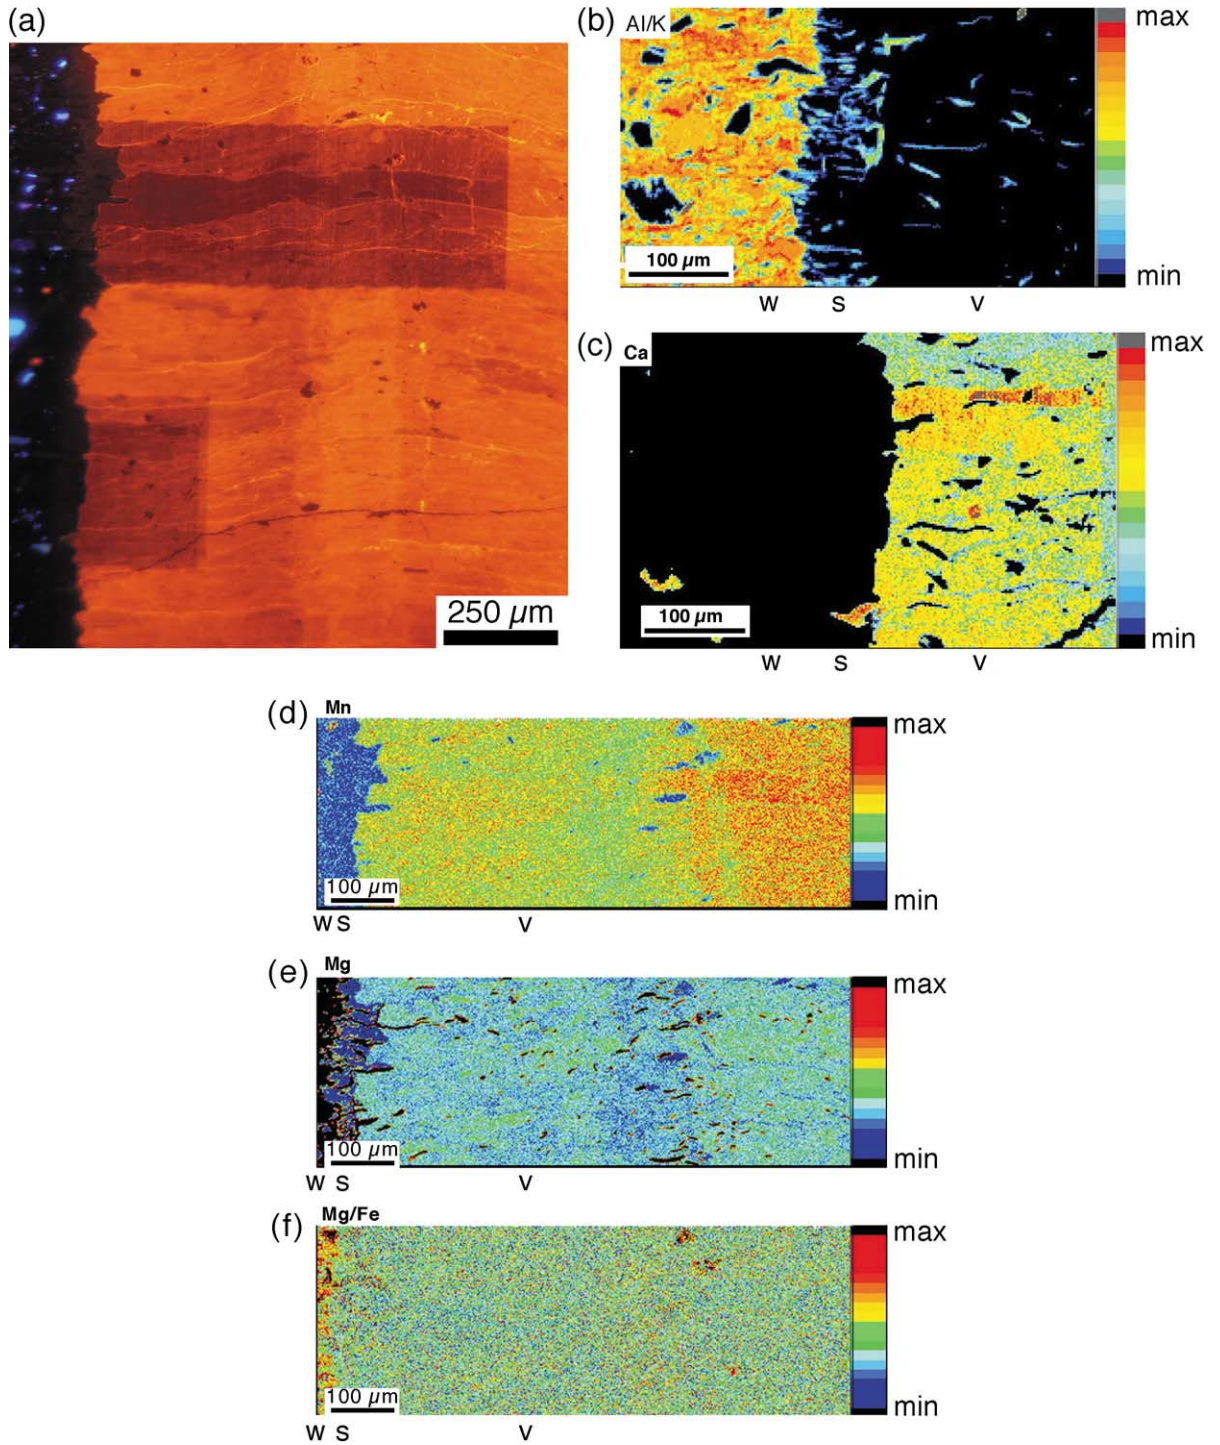 (a)
250 µm
(b)
Al/K
max
min
100 µm
w s v
(c)
Ca
max
min
100 µm
w s v
(d)
Mn
max
min
100 µm
w s v
(e)
Mg
max
min
100 µm
w s v
(f)
Mg/Fe
max
min
100 µm
w s v